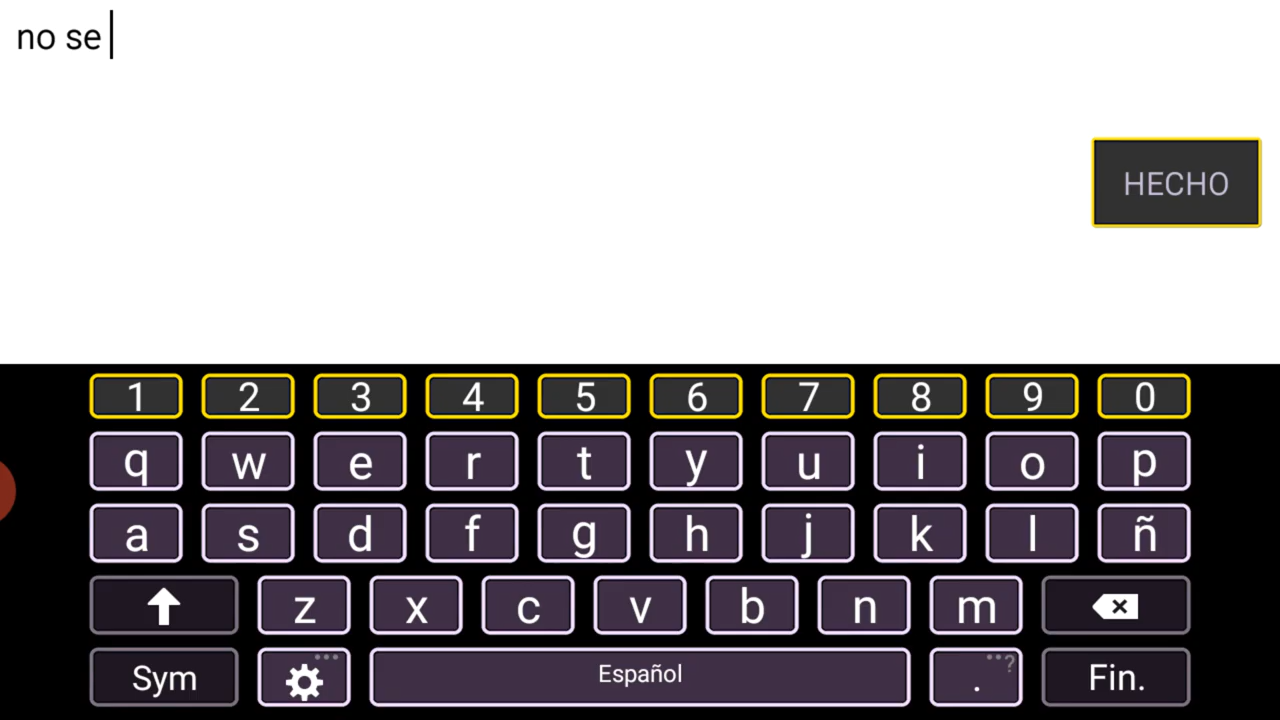 no se
HECHO
1 2 3 4 5 6 7 8 9 0
q w e r t y u i o p
a s d f g h j k l ñ
z x c v b n m
Sym Español . ? Fin.